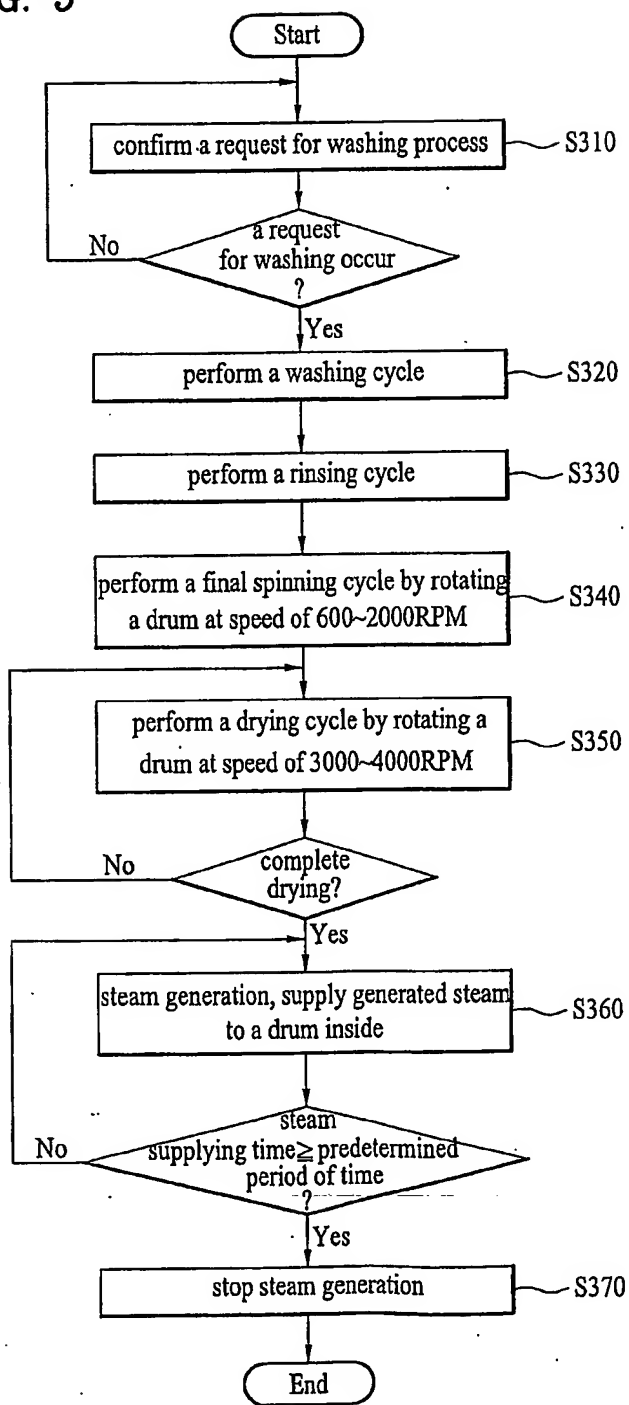 G. 3
Start
confirm a request for washing process
S310
a request
for washing occur
?
No
Yes
perform a washing cycle
S320
perform a rinsing cycle
S330
perform a final spinning cycle by rotating
a drum at speed of 600~2000RPM
S340
perform a drying cycle by rotating a
drum at speed of 3000~4000RPM
S350
complete
drying?
No
Yes
steam generation, supply generated steam
to a drum inside
S360
steam
supplying time≧predetermined
period of time
?
No
Yes
stop steam generation
S370
End